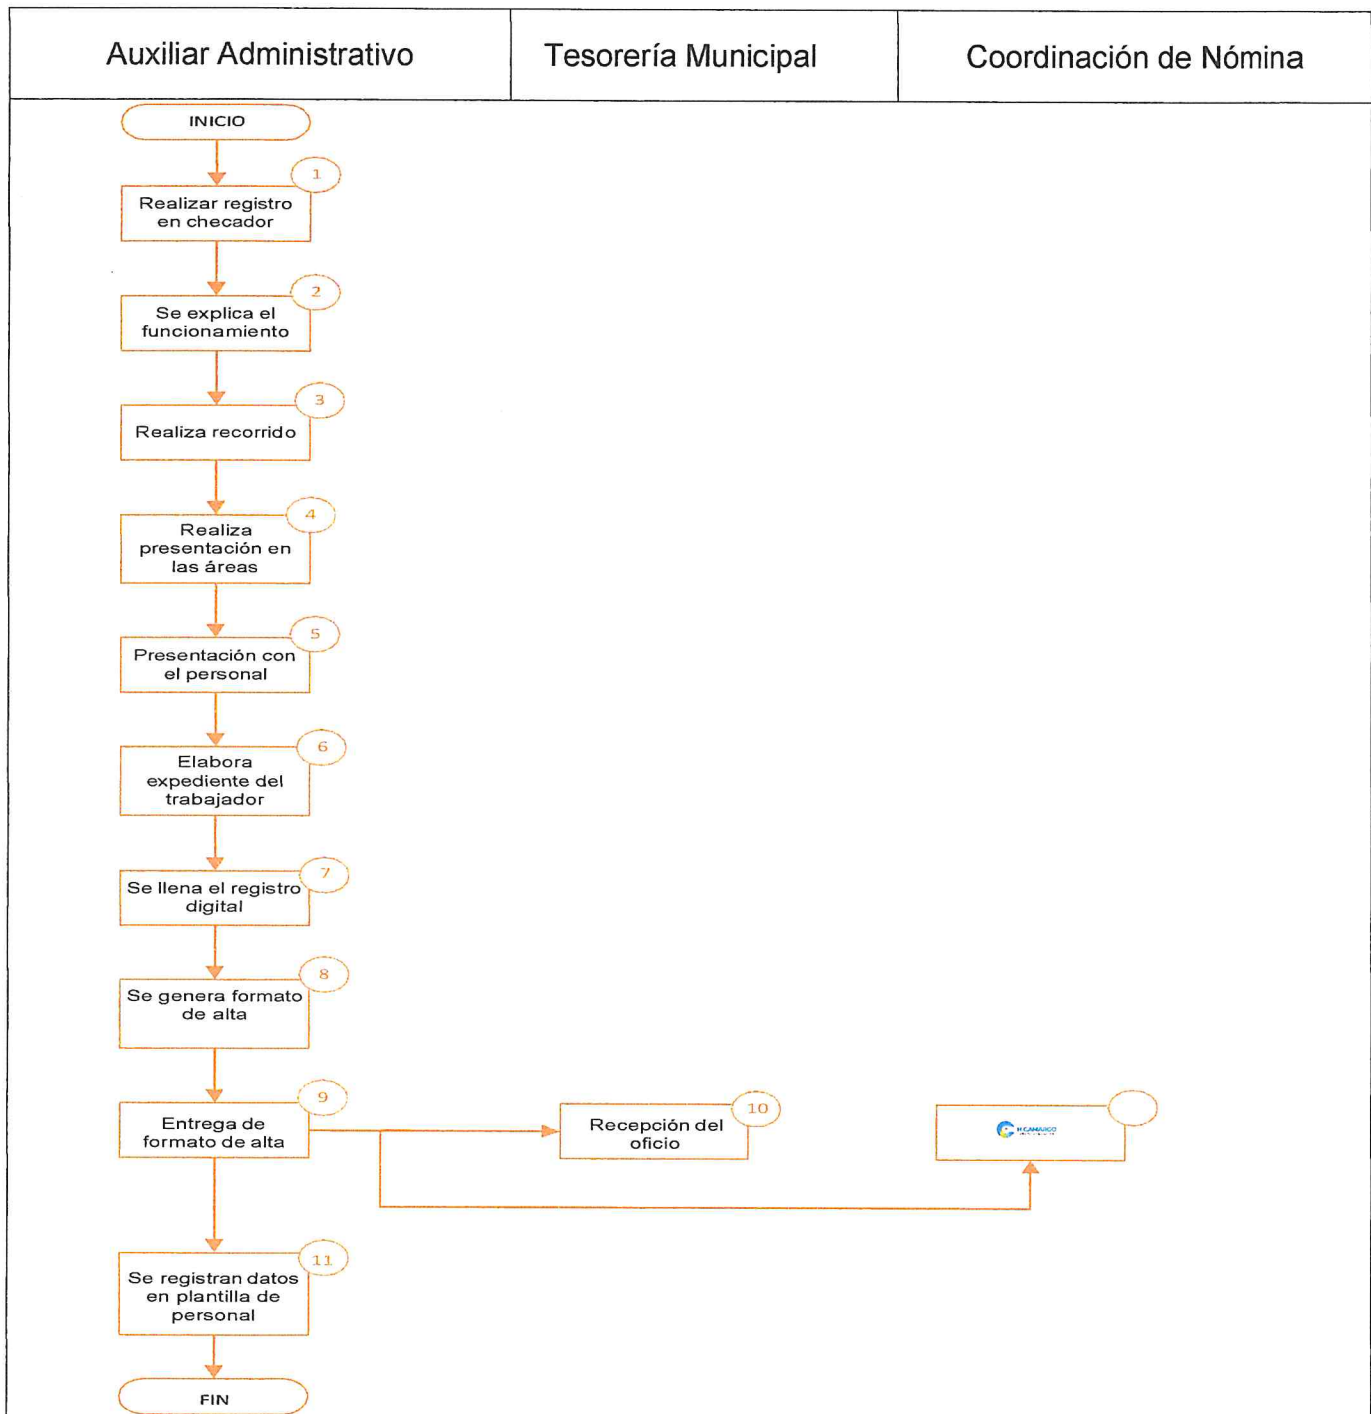 Auxiliar Administrativo
Tesorería Municipal
Coordinación de Nómina
INICIO
1
Realizar registro
en checador
2
Se explica el
funcionamiento
3
Realiza recorrido
4
Realiza
presentación en
las áreas
5
Presentación con
el personal
6
Elabora
expediente del
trabajador
7
Se llena el registro
digital
8
Se genera formato
de alta
9
Entrega de
formato de alta
10
Recepción del
oficio
11
Se registran datos
en plantilla de
personal
FIN